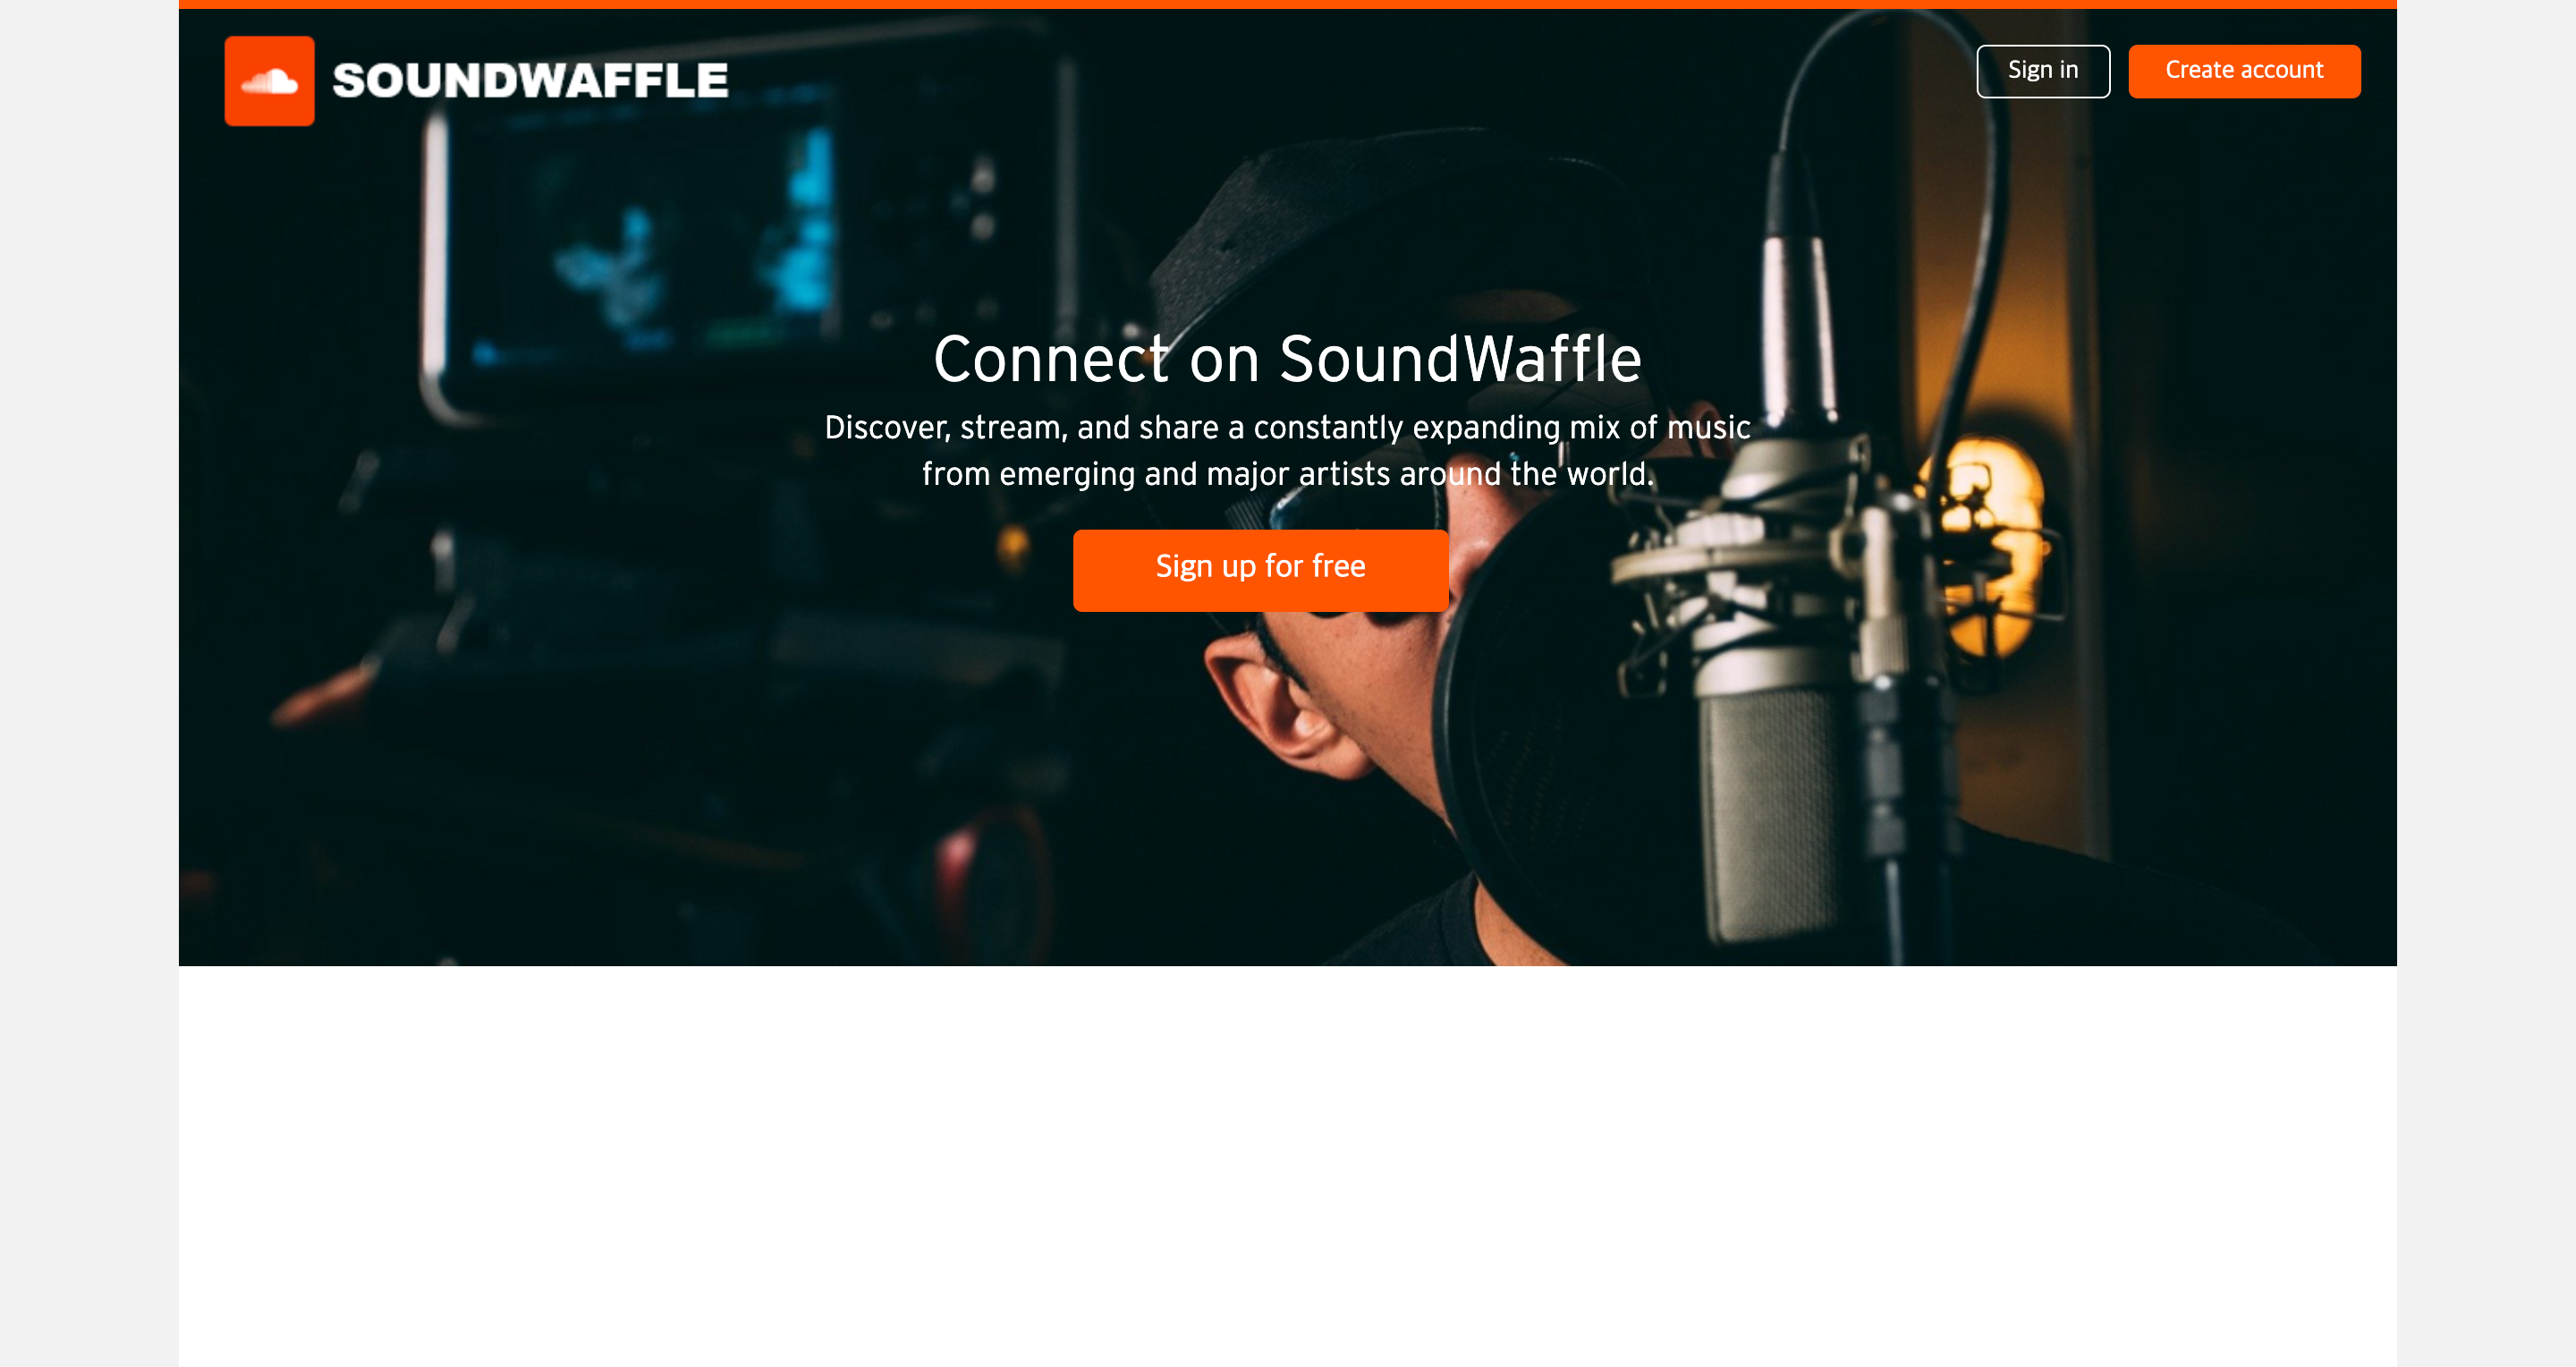 SOUNDWAFFLE
Sign in
Create account
Connect on SoundWaffle
Discover, stream, and share a constantly expanding mix of music
from emerging and major artists around the world.
Sign up for free